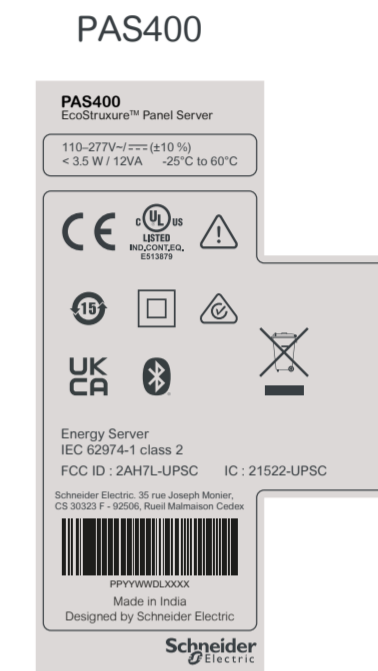 PAS400
PAS400
EcoStruxure™ Panel Server
110–277V~/⎓ (±10 %)
< 3.5 W / 12VA -25°C to 60°C
CE
c UL us
LISTED
IND.CONT.EQ.
E513879
15
UK
CA
Energy Server
IEC 62974-1 class 2
FCC ID : 2AH7L-UPSC IC : 21522-UPSC
Schneider Electric. 35 rue Joseph Monier,
CS 30323 F - 92506, Rueil Malmaison Cedex
PPYYWWDLXXXX
Made in India
Designed by Schneider Electric
Schneider
Electric